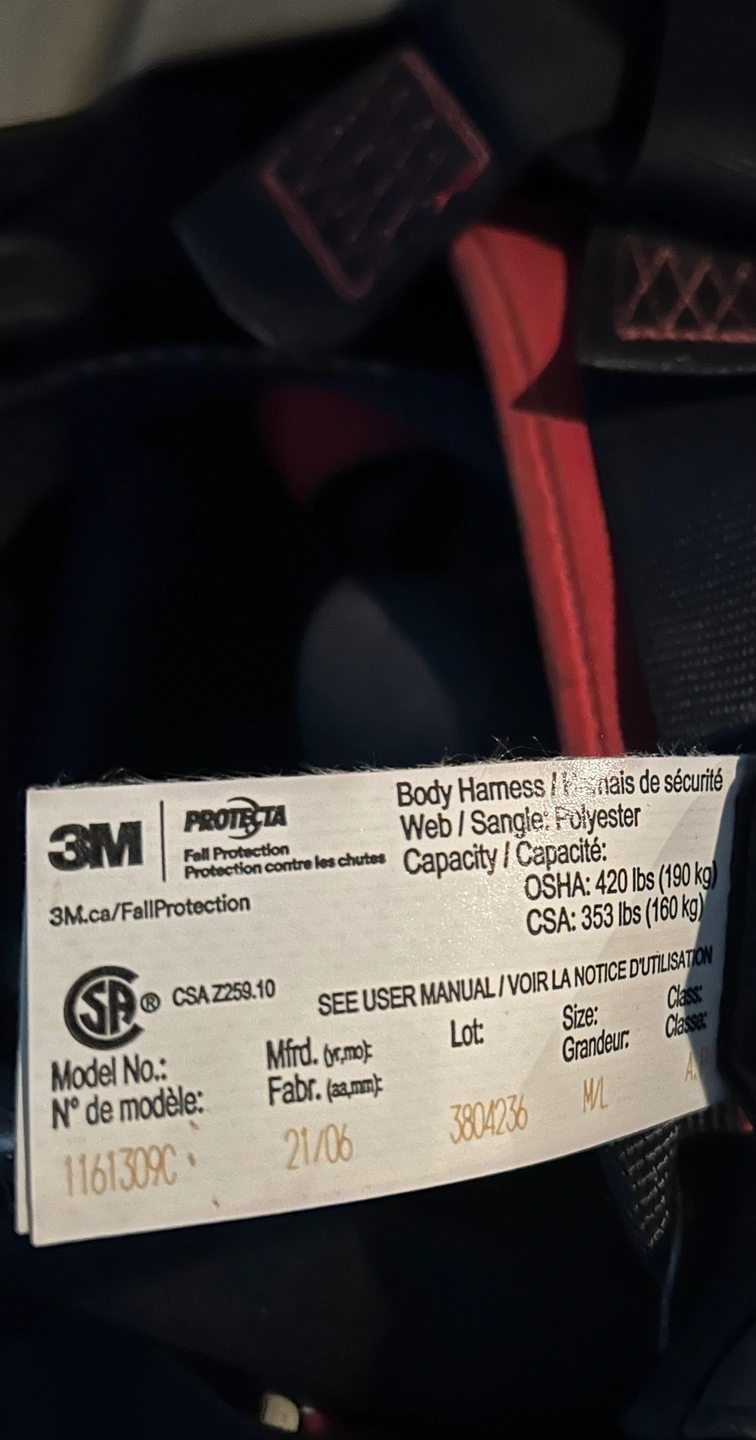 3M
PROTECTA
Fall Protection
Protection contre les chutes
3M.ca/FallProtection
Body Harness / Harnais de sécurité
Web / Sangle: Polyester
Capacity / Capacité:
OSHA: 420 lbs (190 kg)
CSA: 353 lbs (160 kg)
SA® CSA Z259.10
SEE USER MANUAL / VOIR LA NOTICE D'UTILISATION
Model No.:
N° de modèle:
1161309C
Mfrd. (yr,mo):
Fabr. (aa,mm):
21/06
Lot:
3804236
Size:
Grandeur:
M/L
Class:
Classe: